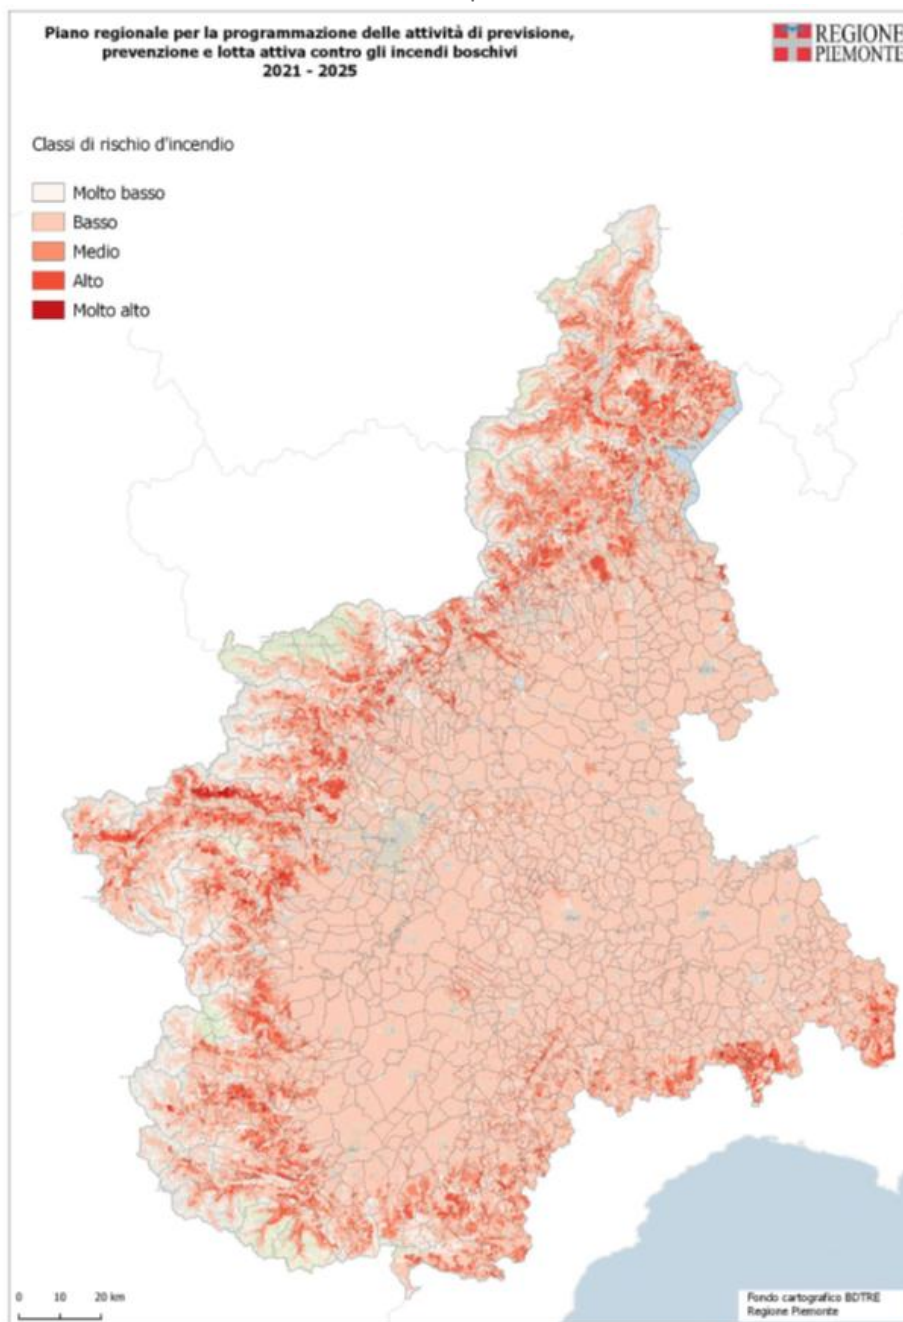 Piano regionale per la programmazione delle attività di previsione,
prevenzione e lotta attiva contro gli incendi boschivi
2021 - 2025
REGIONE
PIEMONTE
Classi di rischio d'incendio
Molto basso
Basso
Medio
Alto
Molto alto
0 10 20 km
Fondo cartografico BDTRE
Regione Piemonte